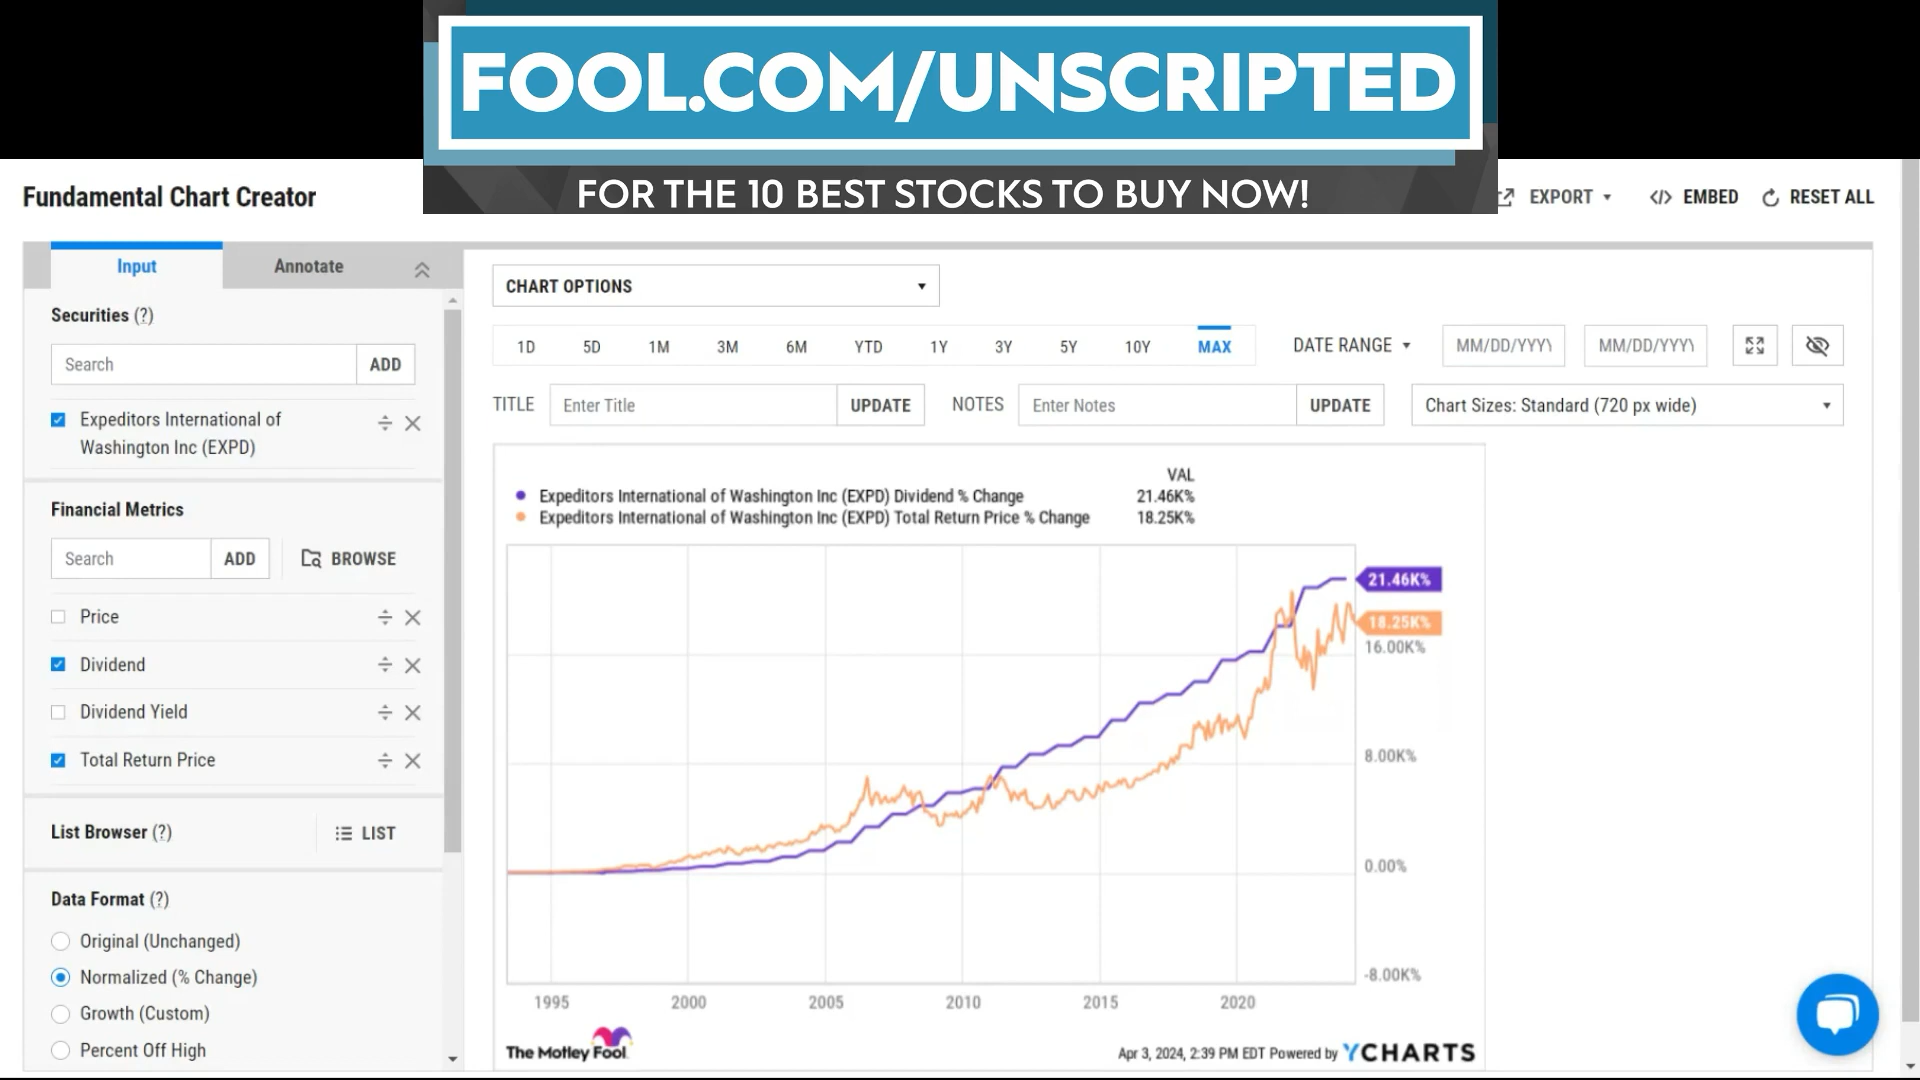 FOOL.COM/UNSCRIPTED
FOR THE 10 BEST STOCKS TO BUY NOW!
Fundamental Chart Creator
EXPORT
</> EMBED
RESET ALL
Input
Annotate
Securities (?)
Search
ADD
Expeditors International of
Washington Inc (EXPD)
Financial Metrics
Search
ADD
BROWSE
Price
Dividend
Dividend Yield
Total Return Price
List Browser (?)
LIST
Data Format (?)
Original (Unchanged)
Normalized (% Change)
Growth (Custom)
Percent Off High
CHART OPTIONS
1D 5D 1M 3M 6M YTD 1Y 3Y 5Y 10Y MAX
DATE RANGE
MM/DD/YYY
MM/DD/YYY
TITLE
Enter Title
UPDATE
NOTES
Enter Notes
UPDATE
Chart Sizes: Standard (720 px wide)
VAL
Expeditors International of Washington Inc (EXPD) Dividend % Change 21.46K%
Expeditors International of Washington Inc (EXPD) Total Return Price % Change 18.25K%
21.46K%
18.25K%
16.00K%
8.00K%
0.00%
-8.00K%
1995 2000 2005 2010 2015 2020
The Motley Fool.
Apr 3, 2024, 2:39 PM EDT Powered by YCHARTS